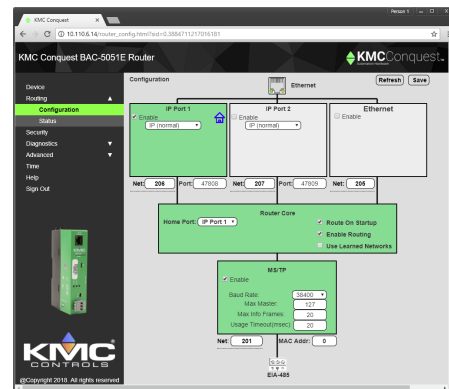 Person 1
KMC Conquest
10.110.6.14/router_config.html?sid=0.3884711217016181
KMC Conquest BAC-5051E Router
KMCConquest™
Device
Routing
Configuration
Status
Security
Diagnostics
Advanced
Time
Help
Sign Out
KMC
CONTROLS
@Copyright 2018. All rights reserved
Configuration
Ethernet
Refresh
Save
IP Port 1
Enable
IP (normal)
IP Port 2
Enable
IP (normal)
Ethernet
Enable
Net: 206 Port: 47808
Net: 207 Port: 47809
Net: 205
Router Core
Home Port: IP Port 1
Route On Startup
Enable Routing
Use Learned Networks
MS/TP
Enable
Baud Rate: 38400
Max Master: 127
Max Info Frames: 20
Usage Timeout(msec): 20
Net: 201 MAC Addr: 0
EIA-485